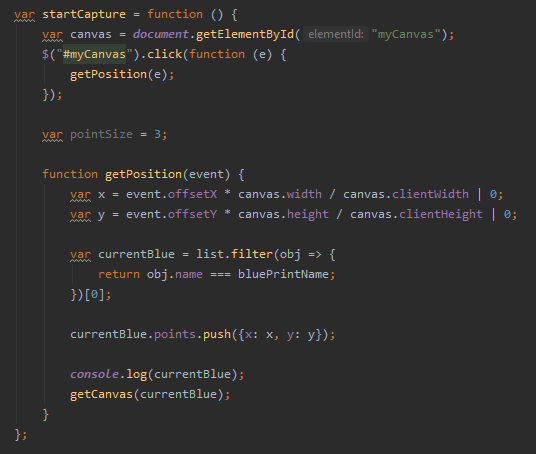 var startCapture = function () {
    var canvas = document.getElementById( elementId: "myCanvas");
    $("#myCanvas").click(function (e) {
        getPosition(e);
    });

    var pointSize = 3;

    function getPosition(event) {
        var x = event.offsetX * canvas.width / canvas.clientWidth | 0;
        var y = event.offsetY * canvas.height / canvas.clientHeight | 0;

        var currentBlue = list.filter(obj => {
            return obj.name === bluePrintName;
        })[0];

        currentBlue.points.push({x: x, y: y});

        console.log(currentBlue);
        getCanvas(currentBlue);
    }
};